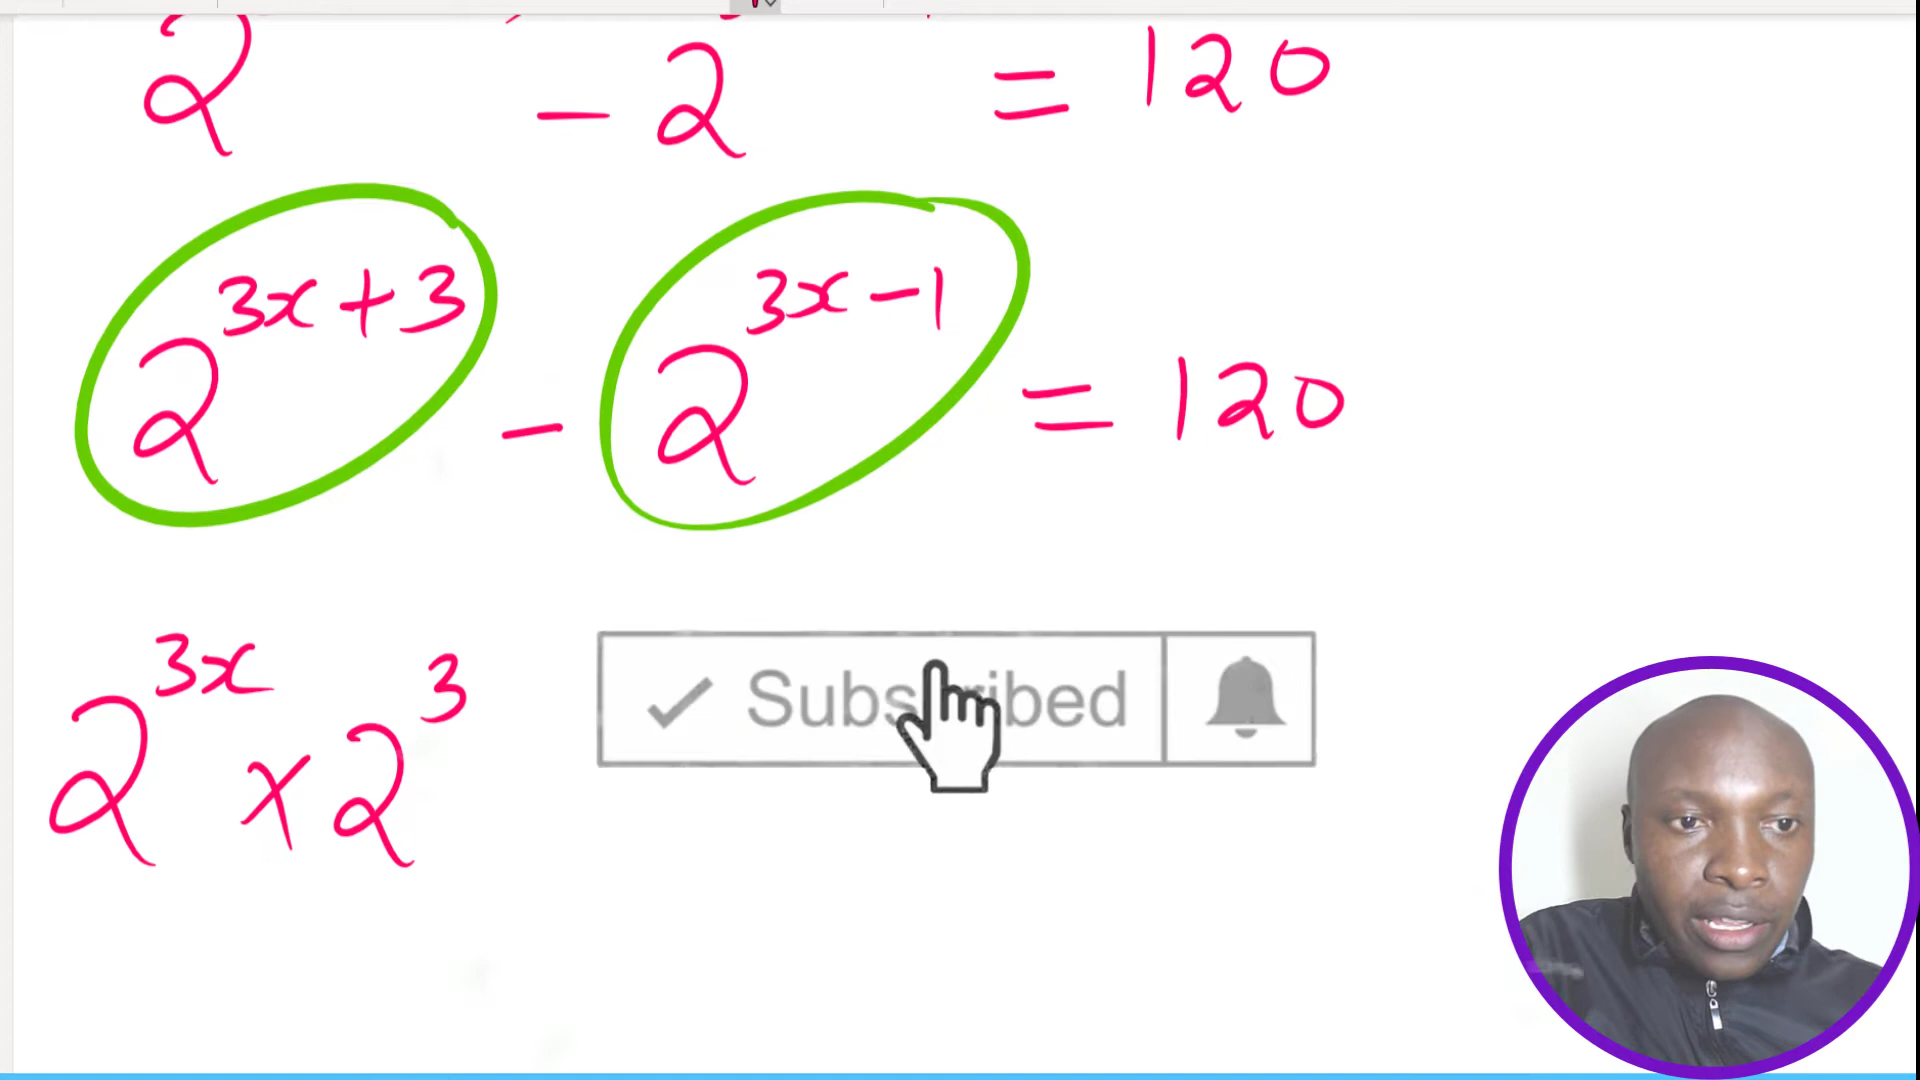 2 - 2 = 120
2^{3x+3} - 2^{3x-1} = 120
2^{3x} × 2^3
Subscribed